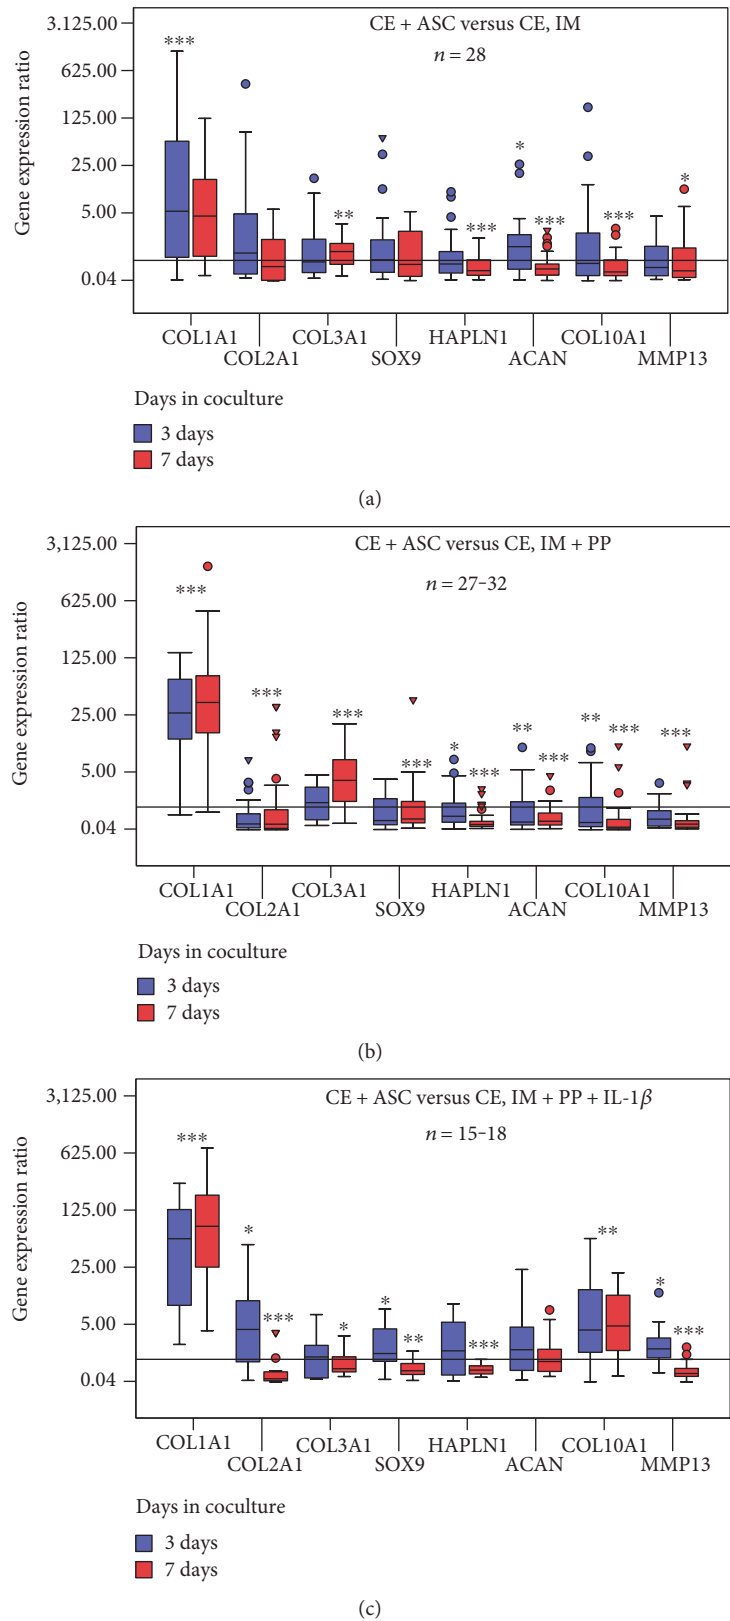 CE + ASC versus CE, IM
n = 28
Gene expression ratio
3,125.00
625.00
125.00
25.00
5.00
0.04
***
**
***
*
***
***
*
COL1A1 COL3A1 HAPLN1 COL10A1
COL2A1 SOX9 ACAN MMP13
Days in coculture
3 days
7 days
(a)
CE + ASC versus CE, IM + PP
n = 27–32
Gene expression ratio
3,125.00
625.00
125.00
25.00
5.00
0.04
***
***
***
***
*
***
**
***
**
***
***
COL1A1 COL3A1 HAPLN1 COL10A1
COL2A1 SOX9 ACAN MMP13
Days in coculture
3 days
7 days
(b)
CE + ASC versus CE, IM + PP + IL-1β
n = 15–18
Gene expression ratio
3,125.00
625.00
125.00
25.00
5.00
0.04
***
*
***
*
*
**
***
**
*
***
COL1A1 COL3A1 HAPLN1 COL10A1
COL2A1 SOX9 ACAN MMP13
Days in coculture
3 days
7 days
(c)